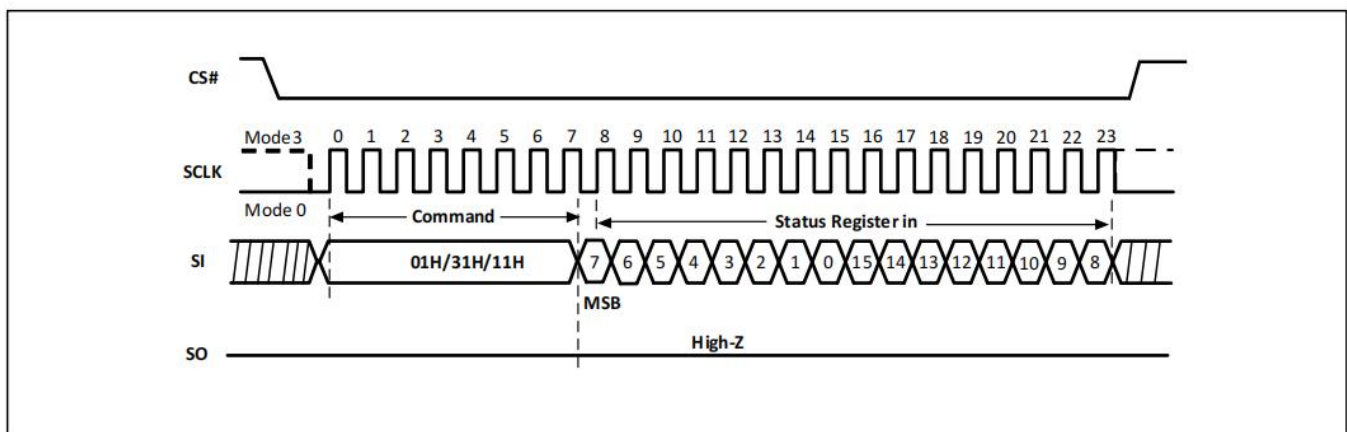 CS#
Mode 3
0 1 2 3 4 5 6 7 8 9 10 11 12 13 14 15 16 17 18 19 20 21 22 23
SCLK
Mode 0
Command
Status Register in
SI
01H/31H/11H
7 6 5 4 3 2 1 0 15 14 13 12 11 10 9 8
MSB
SO
High-Z